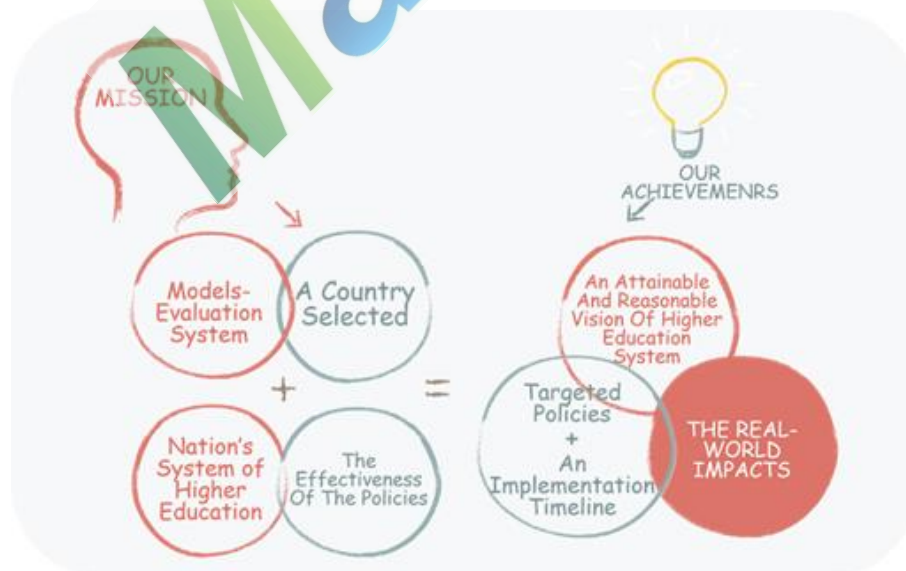 OUR
MISSION
Models-
Evaluation
System
A Country
Selected
+
Nation's
System of
Higher
Education
The
Effectiveness
Of The Policies
=
OUR
ACHIEVEMENRS
An Attainable
And Reasonable
Vision Of Higher
Education
System
Targeted
Policies
+
An
Implementation
Timeline
THE REAL-
WORLD
IMPACTS